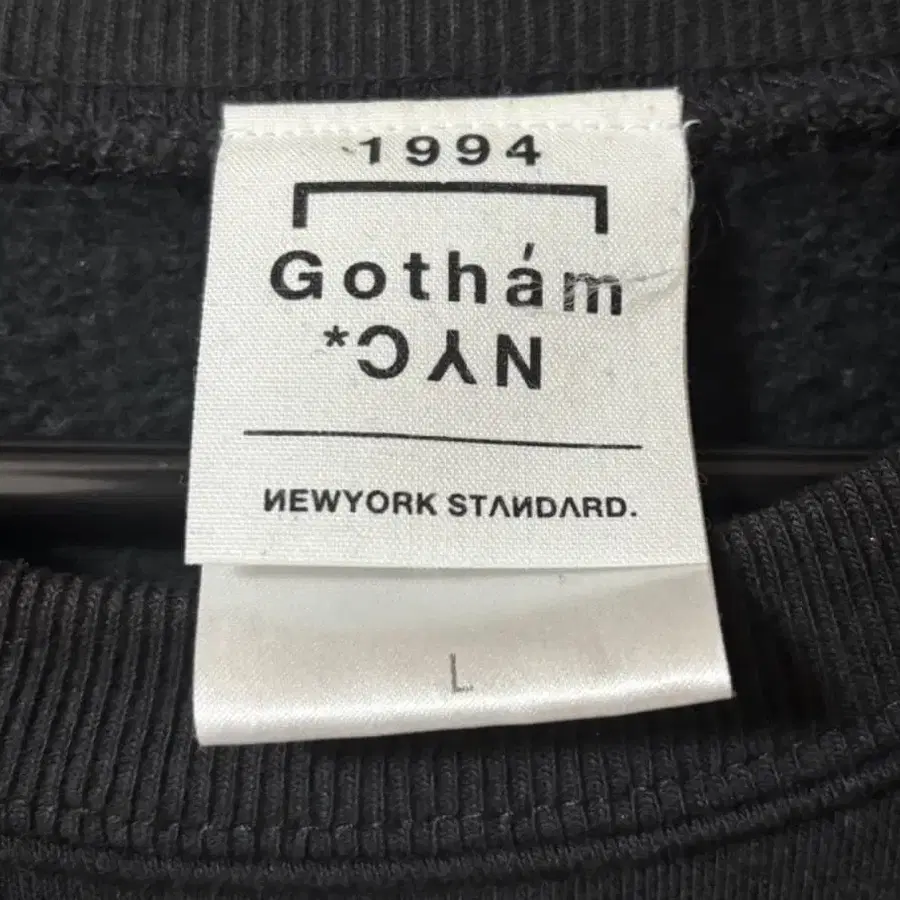 1994
Gothám
NYC*
NEWYORK STANDARD.
L